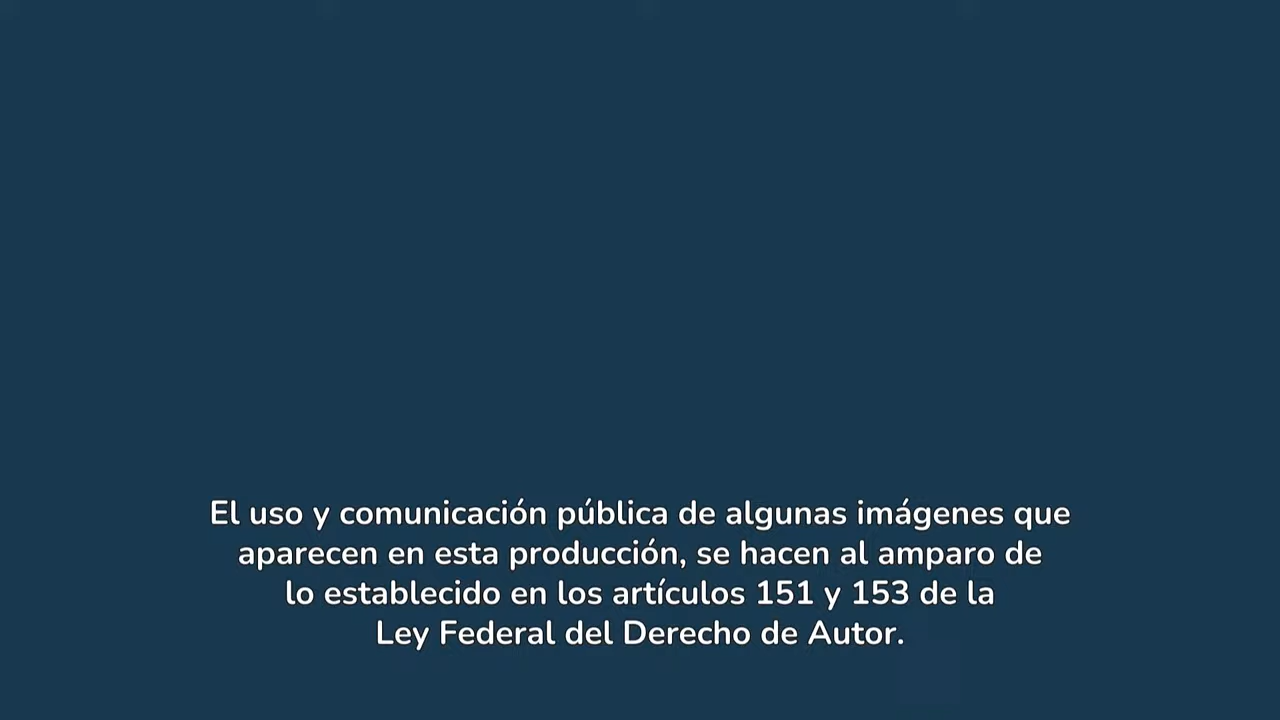 El uso y comunicación pública de algunas imágenes que
aparecen en esta producción, se hacen al amparo de
lo establecido en los artículos 151 y 153 de la
Ley Federal del Derecho de Autor.